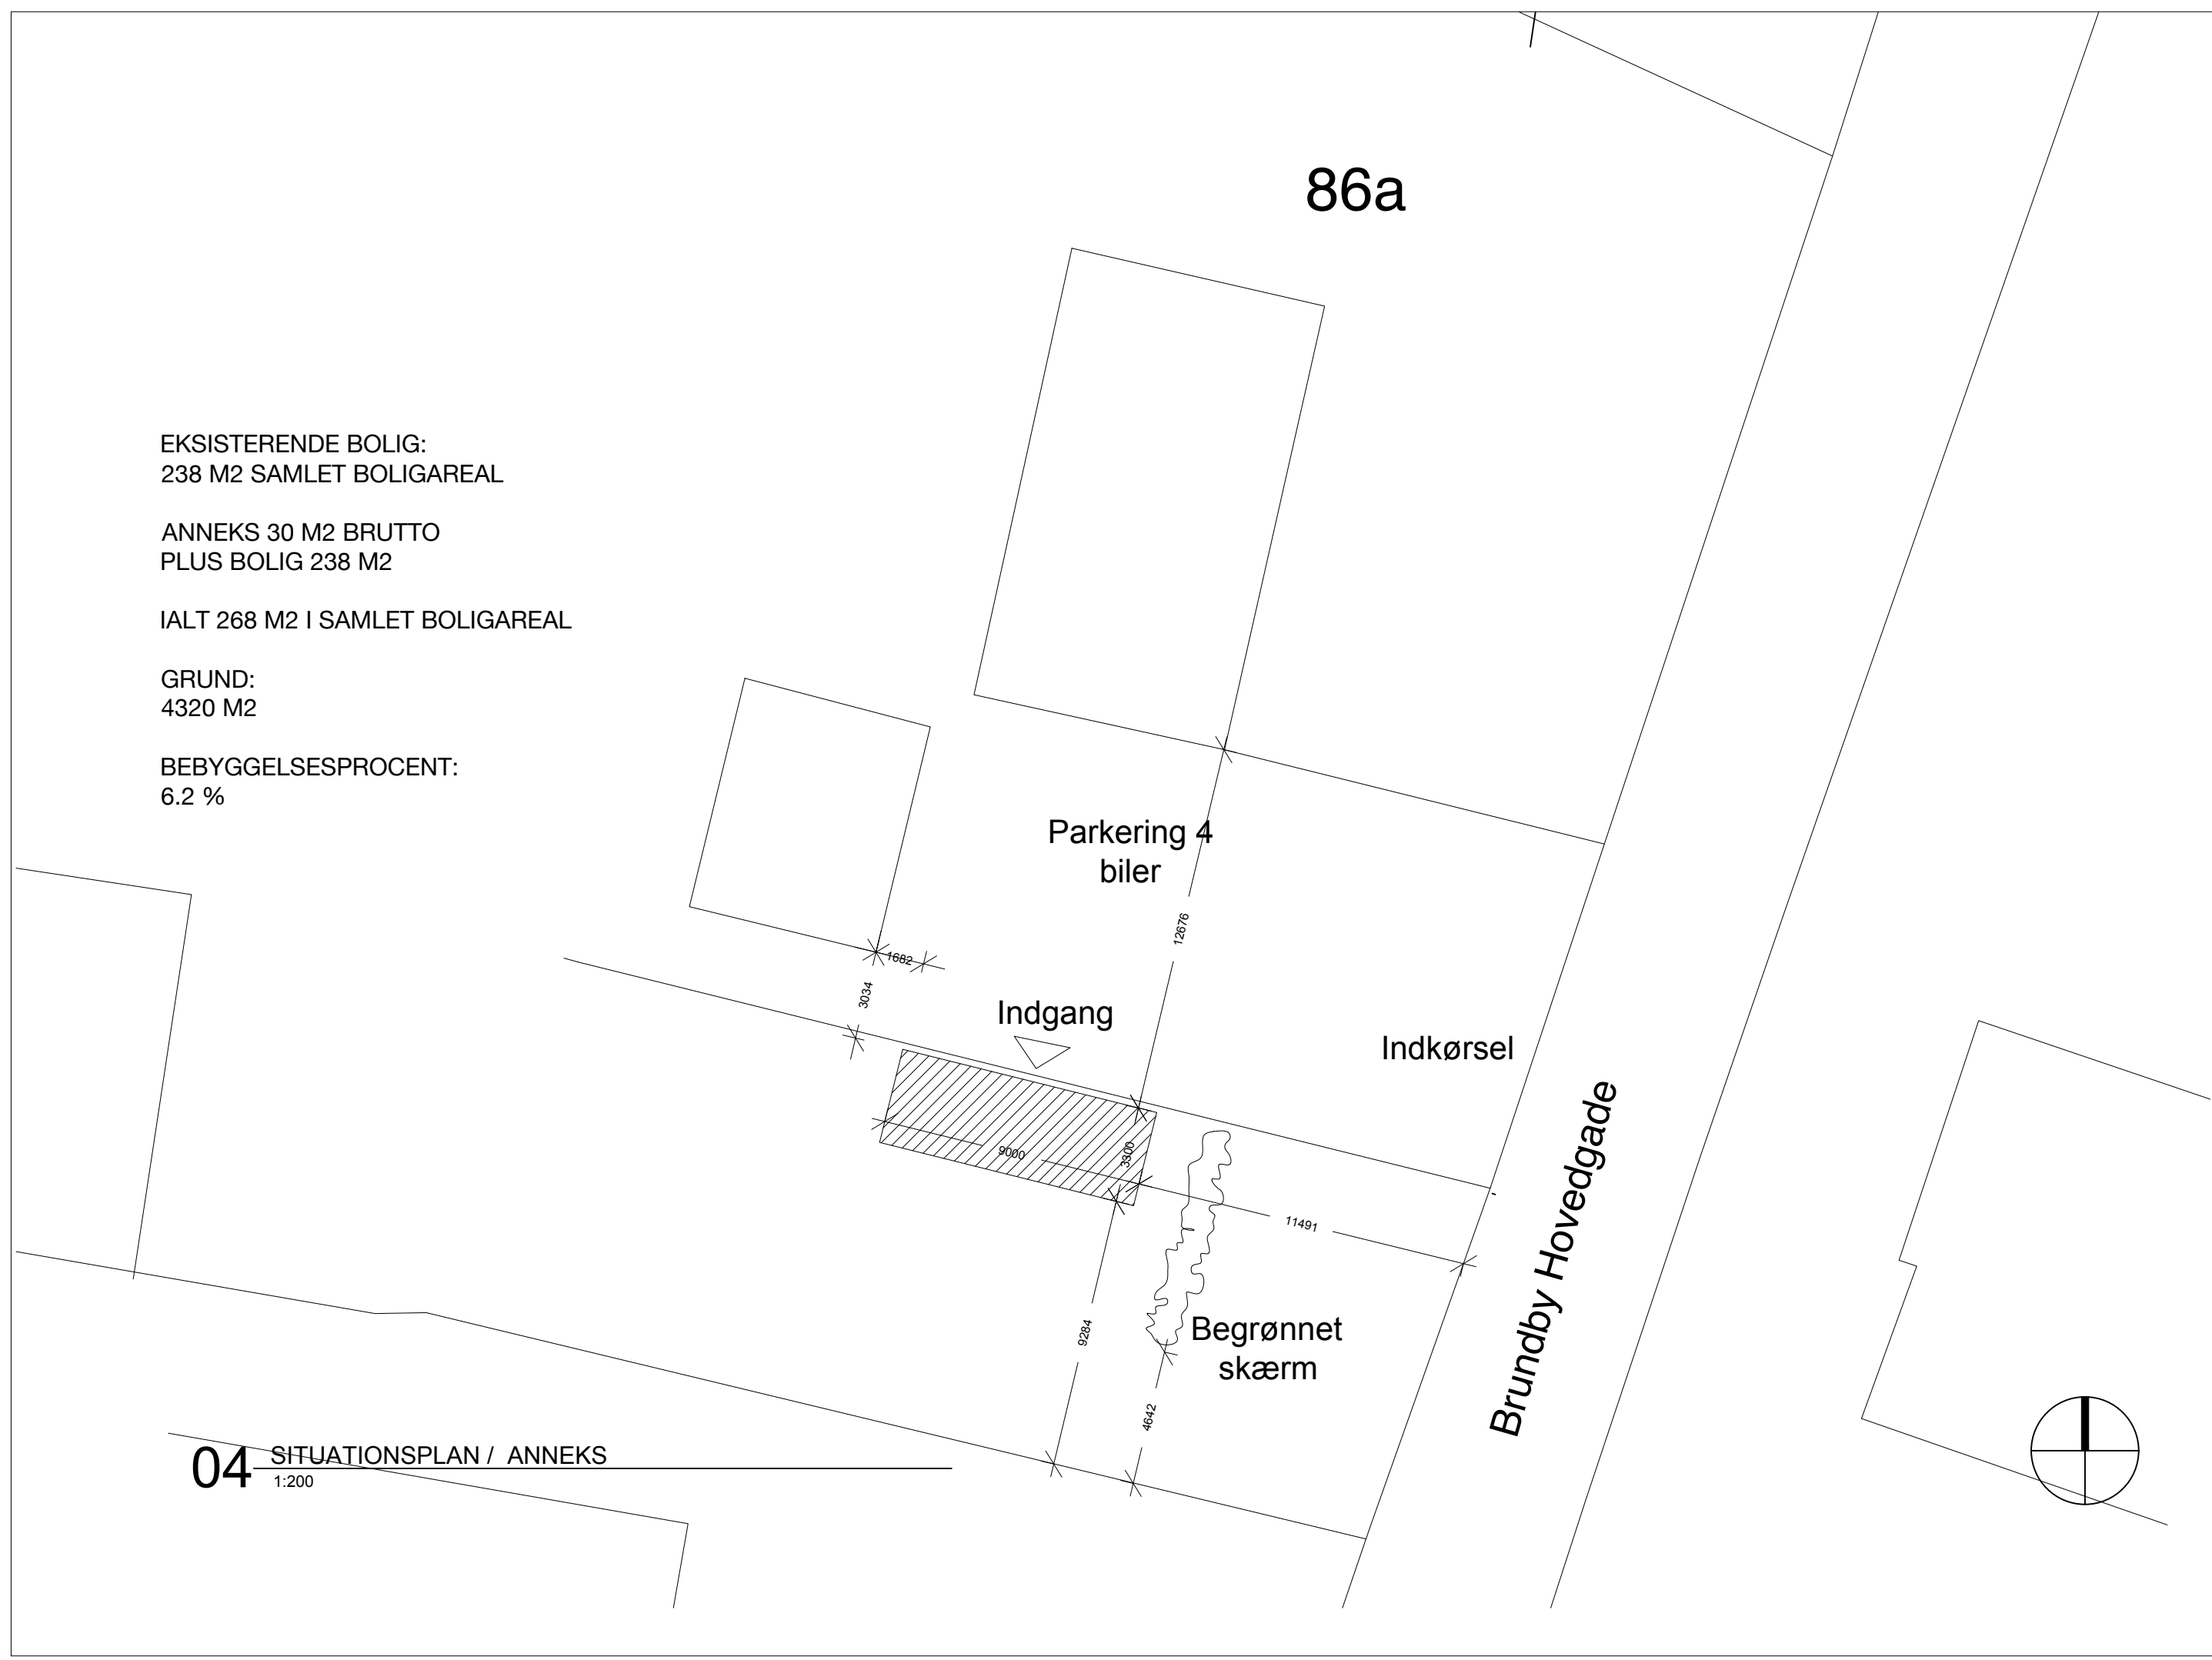 86a
EKSISTERENDE BOLIG:
238 M2 SAMLET BOLIGAREAL
ANNEKS 30 M2 BRUTTO
PLUS BOLIG 238 M2
IALT 268 M2 I SAMLET BOLIGAREAL
GRUND:
4320 M2
BEBYGGELSESPROCENT:
6.2 %
Parkering 4
biler
12676
1682
3034
Indgang
Indkørsel
9000
3300
11491
Brundby Hovedgade
9284
Begrønnet
skærm
4642
04 SITUATIONSPLAN / ANNEKS
1:200